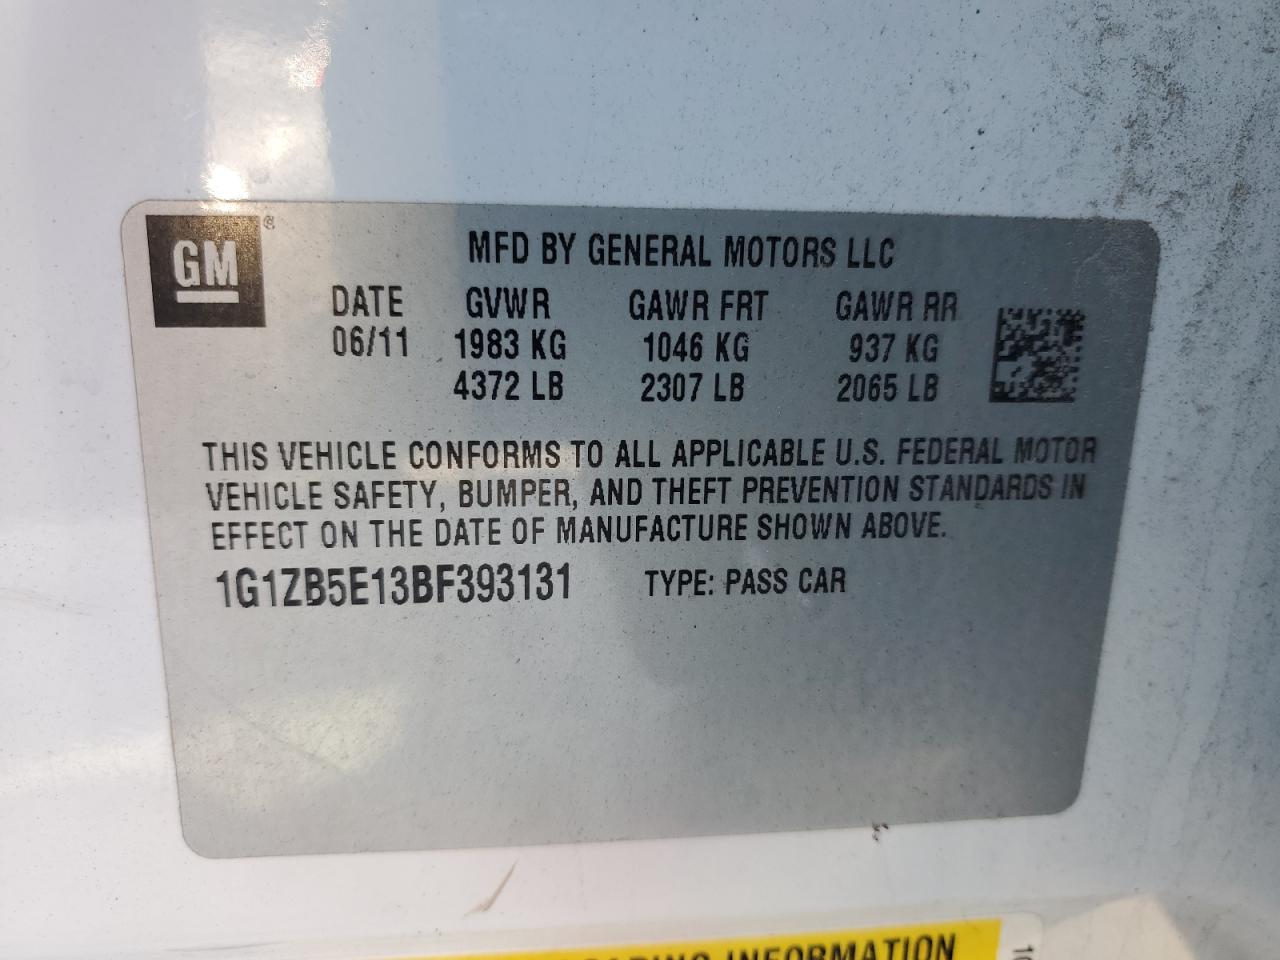 GM®
MFD BY GENERAL MOTORS LLC
DATE GVWR GAWR FRT GAWR RR
06/11 1983 KG 1046 KG 937 KG
4372 LB 2307 LB 2065 LB
THIS VEHICLE CONFORMS TO ALL APPLICABLE U.S. FEDERAL MOTOR
VEHICLE SAFETY, BUMPER, AND THEFT PREVENTION STANDARDS IN
EFFECT ON THE DATE OF MANUFACTURE SHOWN ABOVE.
1G1ZB5E13BF393131 TYPE: PASS CAR
INFORMATION